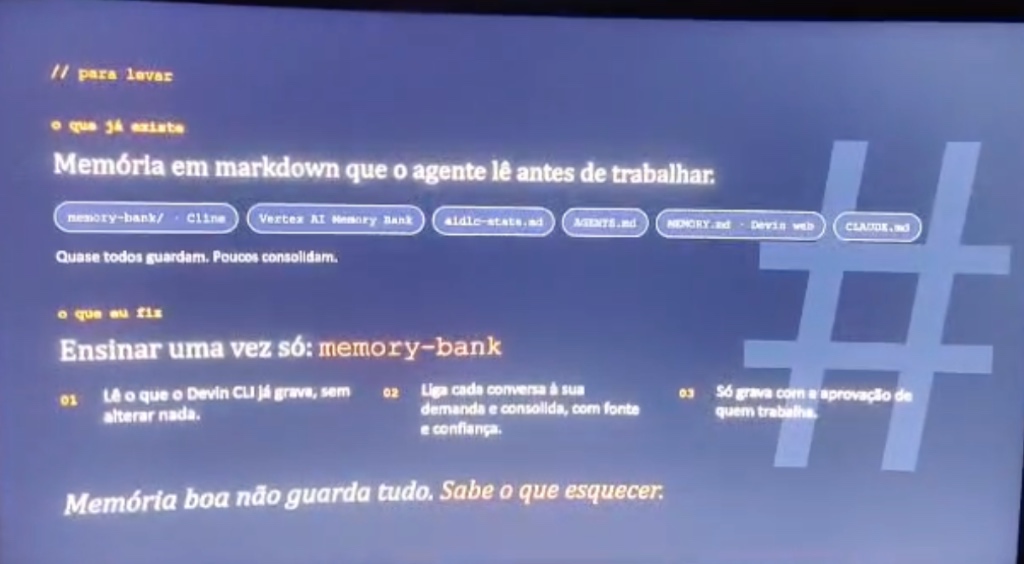 // para levar
o que já existe
Memória em markdown que o agente lê antes de trabalhar.
memory-bank/ · Cline
Vertex AI Memory Bank
aidlc-state.md
AGENTS.md
MEMORY.md · Devin web
CLAUDE.md
Quase todos guardam. Poucos consolidam.
o que eu fiz
Ensinar uma vez só: memory-bank
01
Lê o que o Devin CLI já grava, sem
alterar nada.
02
Liga cada conversa à sua
demanda e consolida, com fonte
e confiança.
03
Só grava com a aprovação de
quem trabalha.
Memória boa não guarda tudo. Sabe o que esquecer.
#